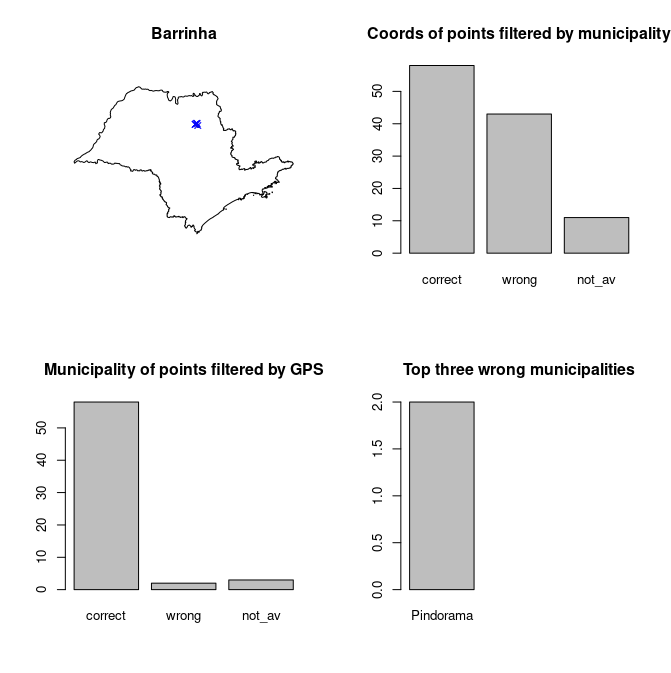 Barrinha
Coords of points filtered by municipality
50
40
30
20
10
0
correct wrong not_av
Municipality of points filtered by GPS
50
40
30
20
10
0
correct wrong not_av
Top three wrong municipalities
2.0
1.5
1.0
0.5
0.0
Pindorama